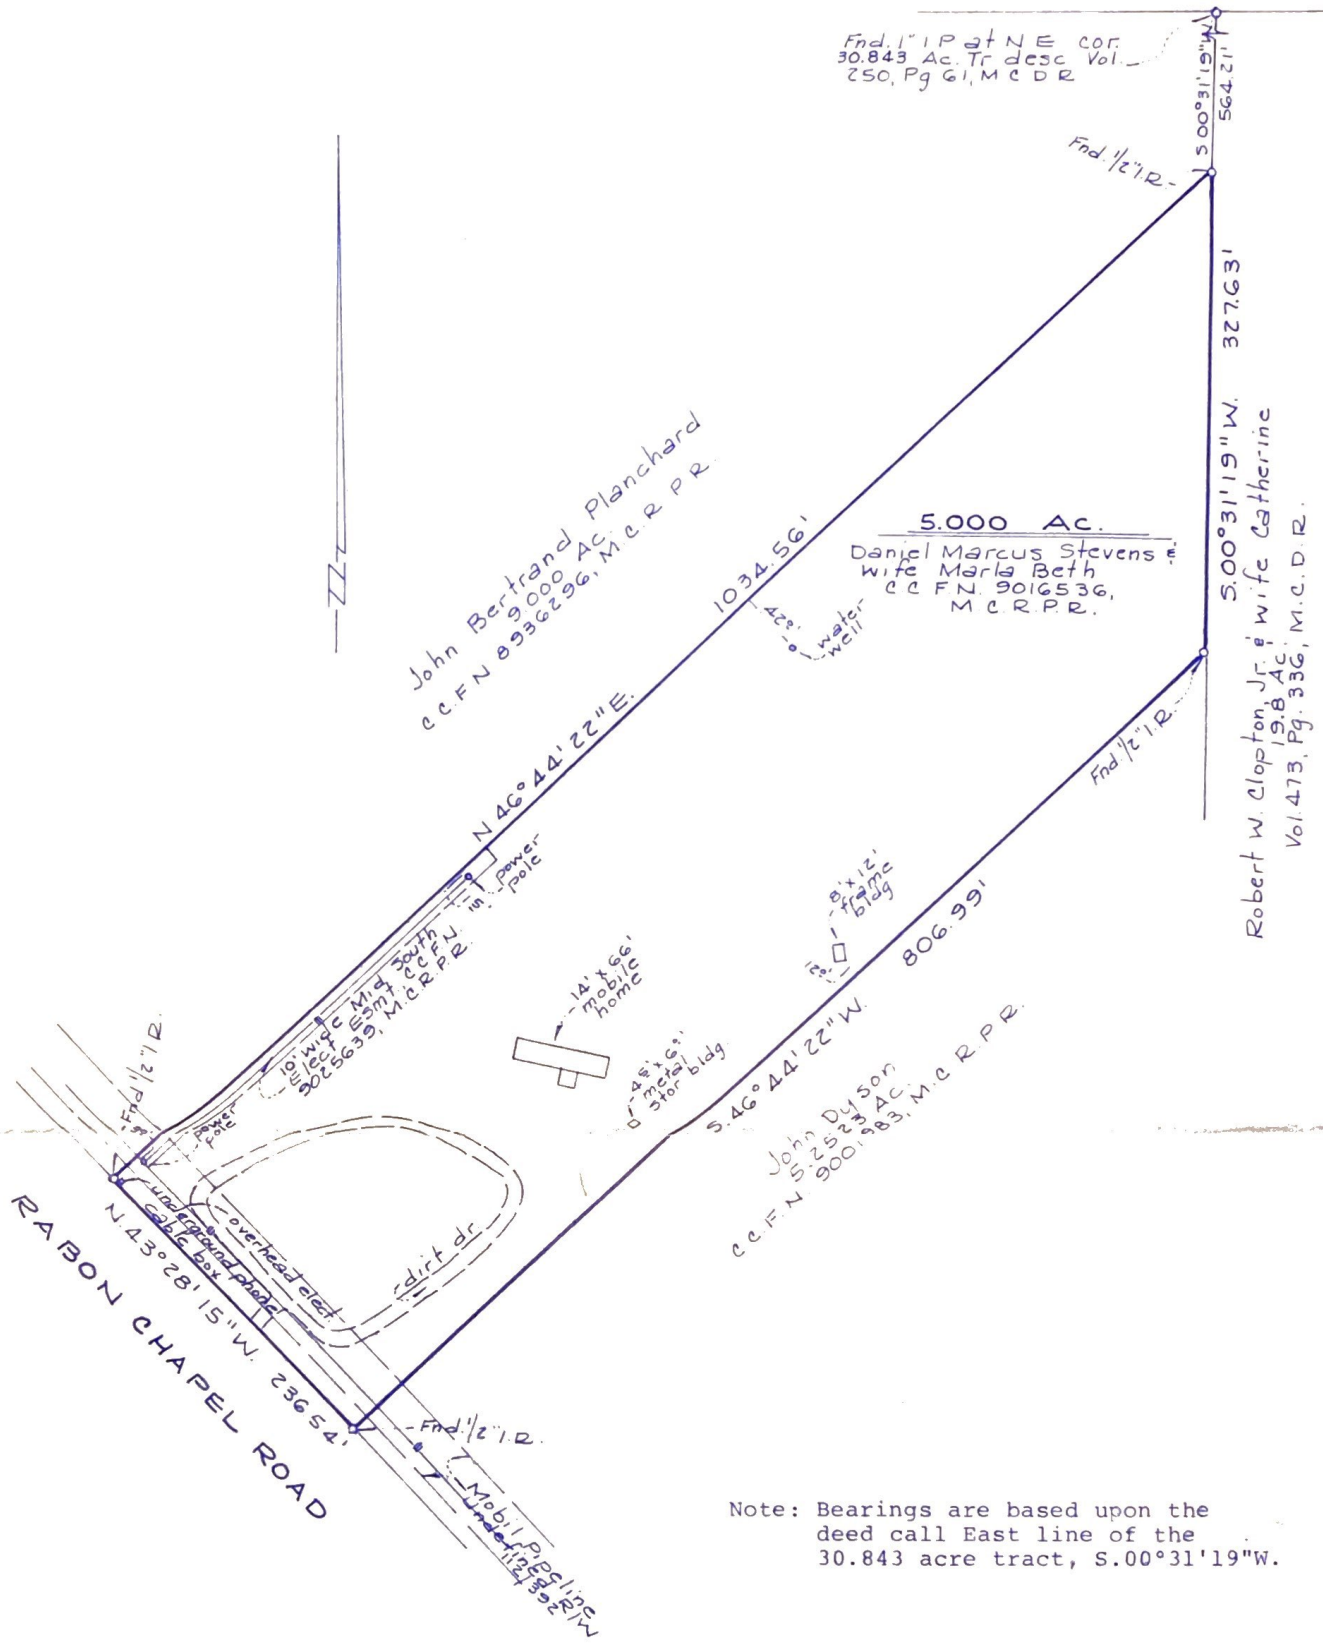 Fnd. 1" I P at N E cor.
30.843 Ac. Tr desc Vol.
250, Pg 61, M C D R
S 00°31'19" W
564.21'
Fnd. 1/2" I.R.
327.63'
S.00°31'19" W.
Robert W. Clopton, Jr. & wife Catherine
19.8 Ac.
Vol. 473, Pg. 336, M.C.D.R.
John Bertrand Planchard
9.000 Ac.
C C. F N 8936296, M.C.R P R
1034.56'
N 46° 44' 22" E.
5.000 AC.
Daniel Marcus Stevens &
wife Marla Beth
C C F.N. 9016536,
M C.R.P.R.
water
well
Fnd. 1/2" I.R.
power
pole
15'
10' wide Mid South
Elect Esmt, C C F N.
9025639, M.C.R.P.R.
8' x 12'
frame
bldg
806.99'
S.46° 44' 22" W.
14' x 66'
mobile
home
metal
stor bldg.
John Dyson
5.2523 AC.
C C. F. N 9001983, M.C R.P R.
Fnd 1/2" I R.
power
pole
underground phone
cable box
overhead elect
dirt dr
N.43° 28' 15" W. 236 54'
RABON CHAPEL ROAD
Fnd. 1/2" I.R.
Mobil Pipeline
undefined R/W
Note: Bearings are based upon the
deed call East line of the
30.843 acre tract, S.00°31'19"W.